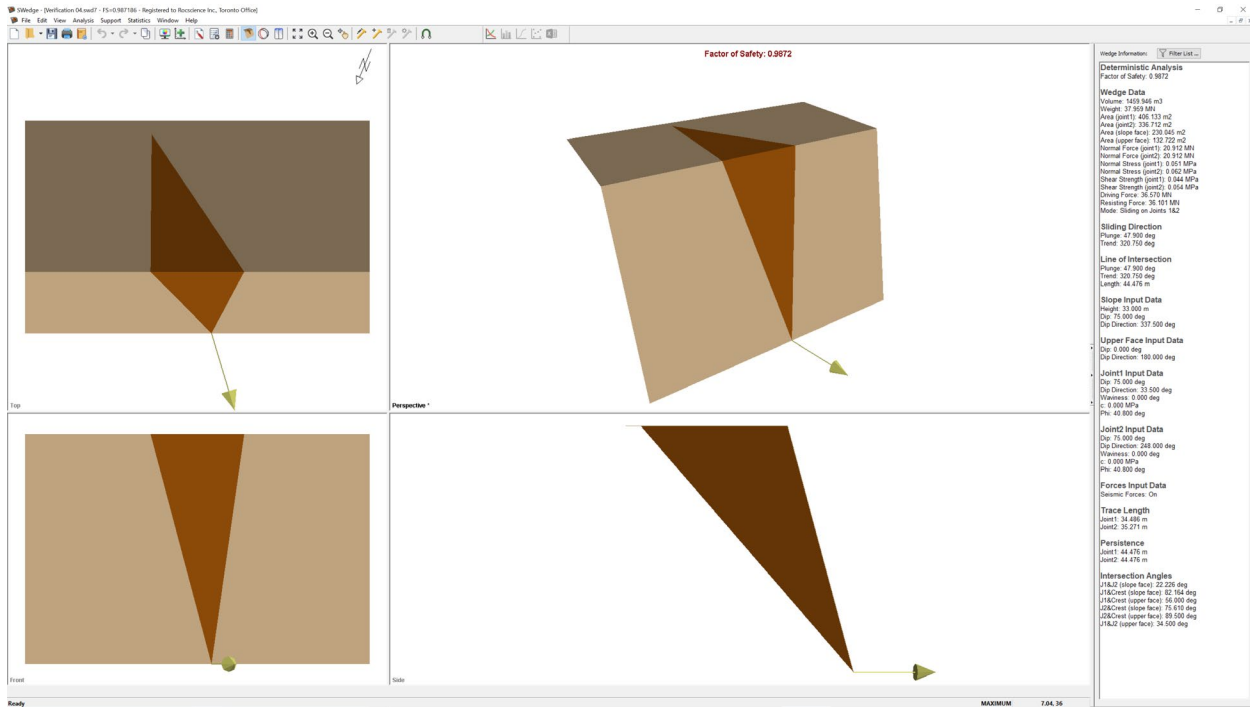 SWedge - [Verification 04.swd7 - FS=0.987186 - Registered to Rocscience Inc., Toronto Office]
File Edit View Analysis Support Statistics Window Help
Factor of Safety: 0.9872
Top
Perspective *
Front
Side
Wedge Information:
Filter List ...
Deterministic Analysis
Factor of Safety: 0.9872
Wedge Data
Volume: 1459.946 m3
Weight: 37.959 MN
Area (joint1): 406.133 m2
Area (joint2): 336.712 m2
Area (slope face): 230.045 m2
Area (upper face): 132.722 m2
Normal Force (joint1): 20.912 MN
Normal Force (joint2): 20.912 MN
Normal Stress (joint1): 0.051 MPa
Normal Stress (joint2): 0.062 MPa
Shear Strength (joint1): 0.044 MPa
Shear Strength (joint2): 0.054 MPa
Driving Force: 36.570 MN
Resisting Force: 36.101 MN
Mode: Sliding on Joints 1&2
Sliding Direction
Plunge: 47.900 deg
Trend: 320.750 deg
Line of Intersection
Plunge: 47.900 deg
Trend: 320.750 deg
Length: 44.476 m
Slope Input Data
Height: 33.000 m
Dip: 75.000 deg
Dip Direction: 337.500 deg
Upper Face Input Data
Dip: 0.000 deg
Dip Direction: 180.000 deg
Joint1 Input Data
Dip: 75.000 deg
Dip Direction: 33.500 deg
Waviness: 0.000 deg
c: 0.000 MPa
Phi: 40.800 deg
Joint2 Input Data
Dip: 75.000 deg
Dip Direction: 248.000 deg
Waviness: 0.000 deg
c: 0.000 MPa
Phi: 40.800 deg
Forces Input Data
Seismic Forces: On
Trace Length
Joint1: 34.486 m
Joint2: 35.271 m
Persistence
Joint1: 44.476 m
Joint2: 44.476 m
Intersection Angles
J1&J2 (slope face): 22.226 deg
J1&Crest (slope face): 82.164 deg
J1&Crest (upper face): 56.000 deg
J2&Crest (slope face): 75.610 deg
J2&Crest (upper face): 89.500 deg
J1&J2 (upper face): 34.500 deg
Ready
MAXIMUM
7.04, 36